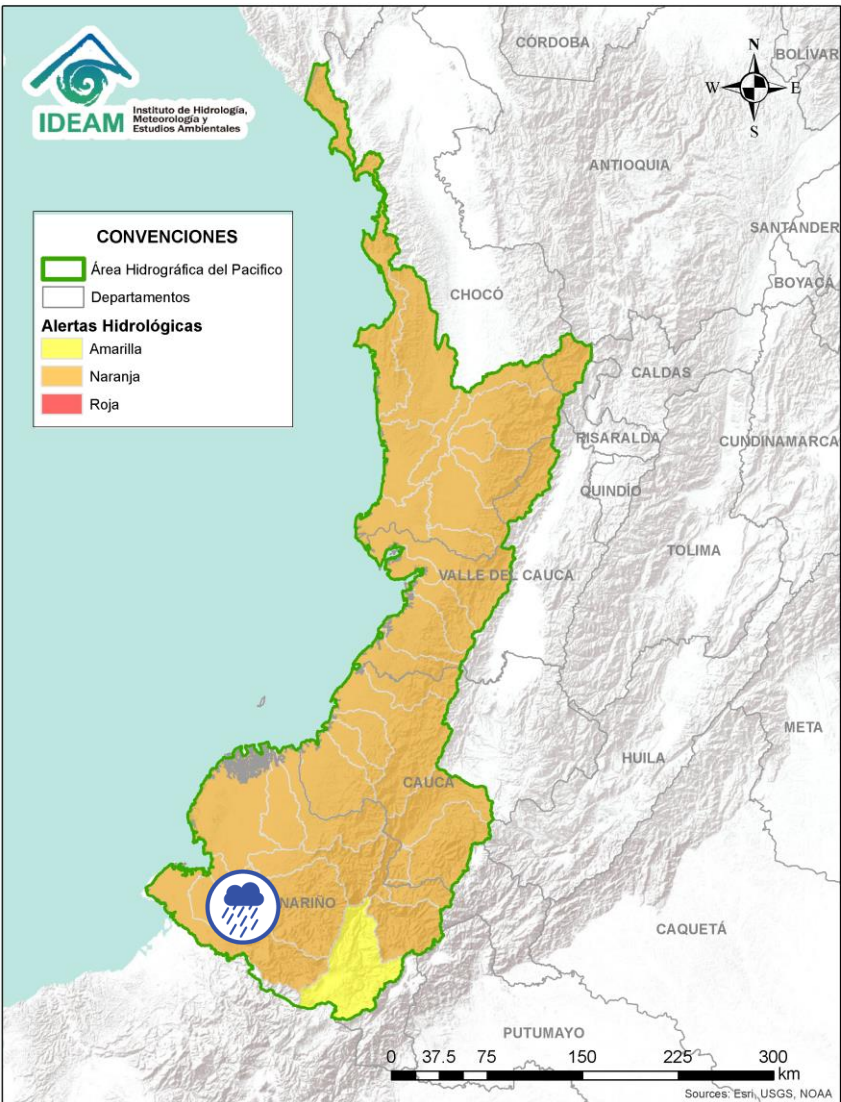 IDEAM
Instituto de Hidrología,
Meteorología y
Estudios Ambientales
N
W
E
S
CÓRDOBA
BOLIVAR
ANTIOQUIA
SANTANDER
BOYACÁ
CHOCÓ
CALDAS
RISARALDA
CUNDINAMARCA
QUINDÍO
TOLIMA
VALLE DEL CAUCA
META
HUILA
CAUCA
NARIÑO
CAQUETÁ
PUTUMAYO
CONVENCIONES
Área Hidrográfica del Pacifico
Departamentos
Alertas Hidrológicas
Amarilla
Naranja
Roja
0 37.5 75 150 225 300
km
Sources: Esri, USGS, NOAA